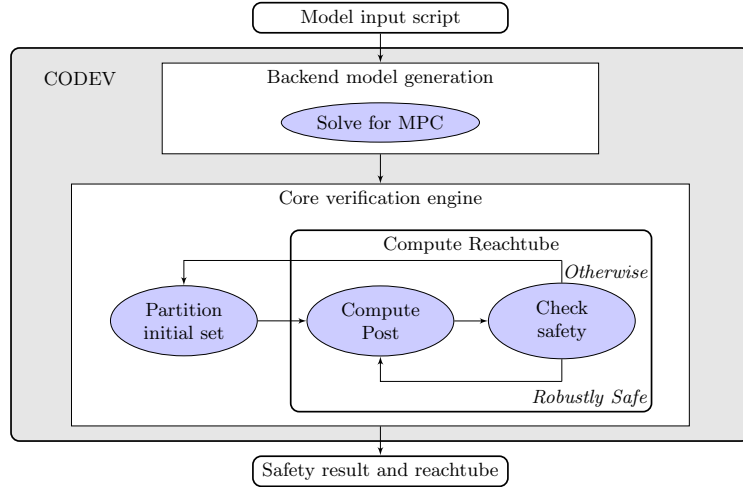 Model input script
CODEV
Backend model generation
Solve for MPC
Core verification engine
Compute Reachtube
Otherwise
Partition
initial set
Compute
Post
Check
safety
Robustly Safe
Safety result and reachtube